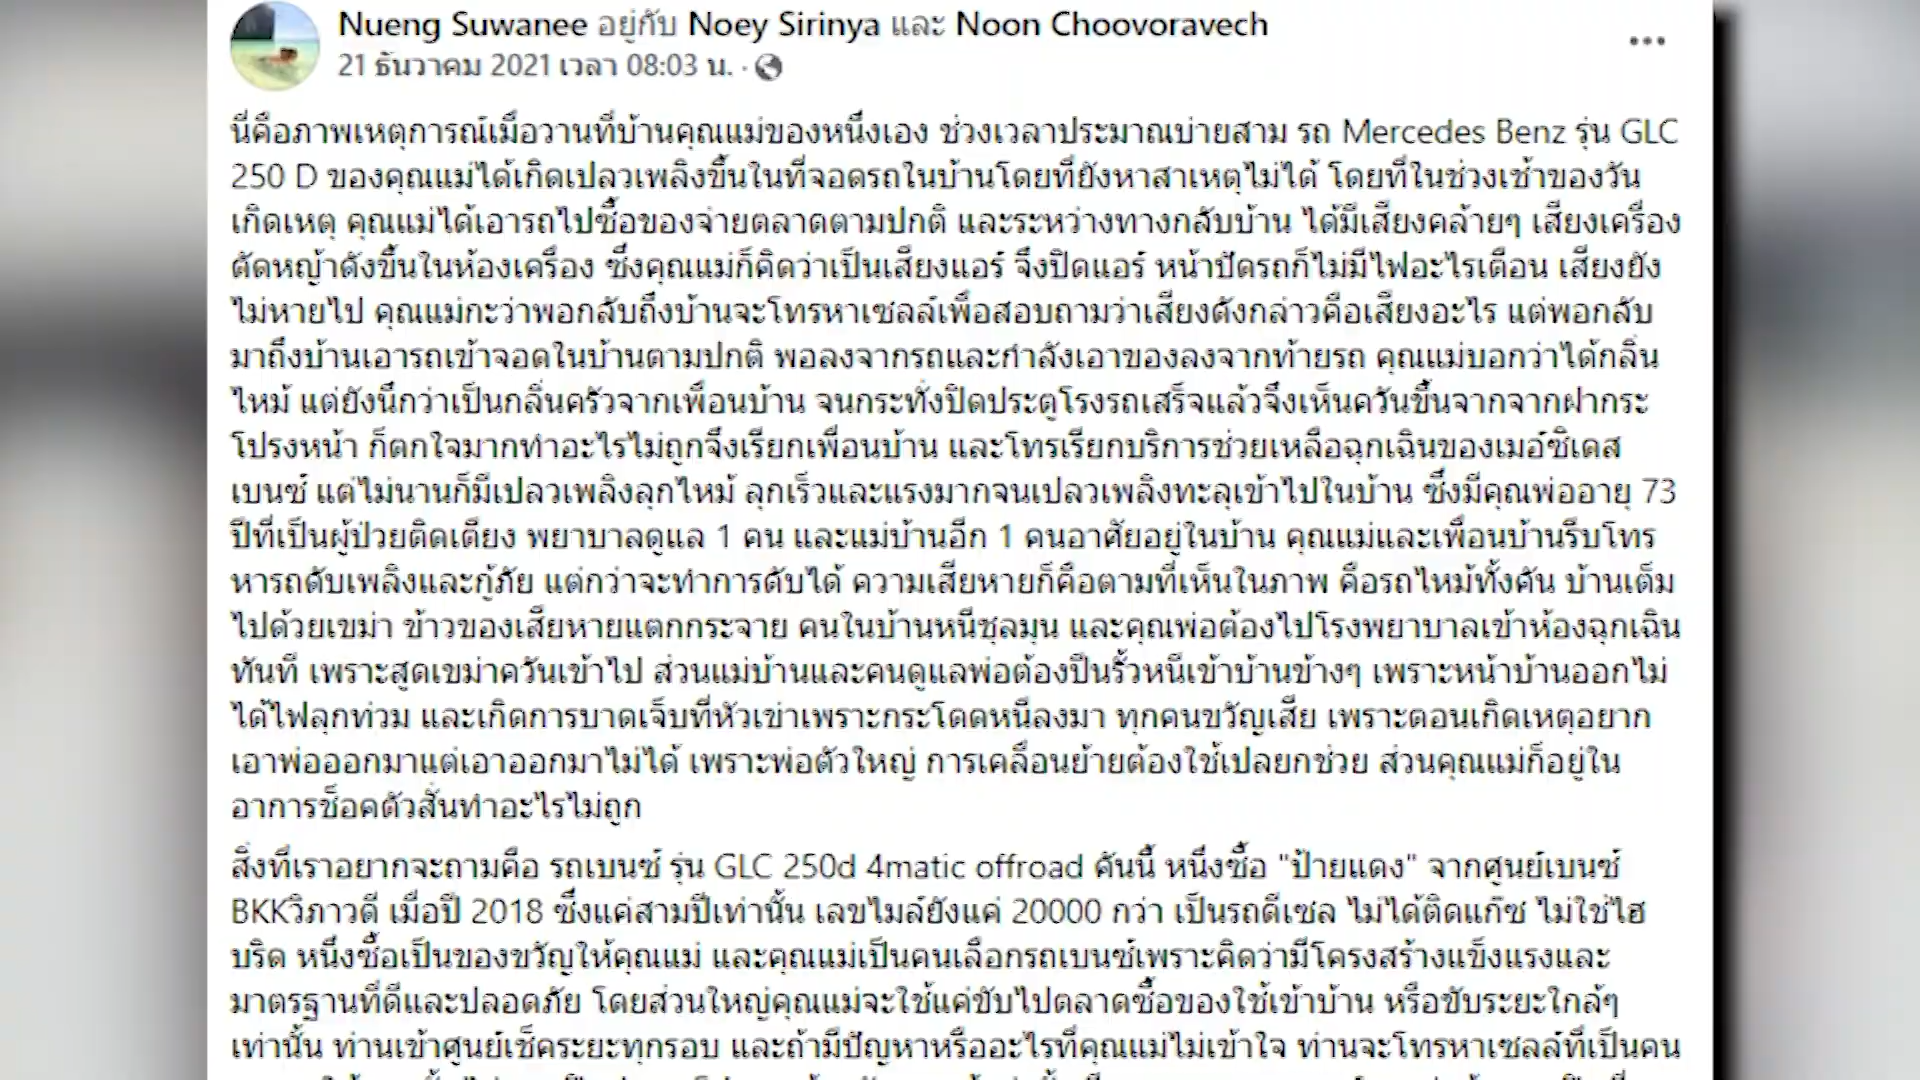 Nueng Suwanee อยู่กับ Noey Sirinya และ Noon Choovoravech
21 ธันวาคม 2021 เวลา 08:03 น. ·
นี่คือภาพเหตุการณ์เมื่อวานที่บ้านคุณแม่ของหนึ่งเอง ช่วงเวลาประมาณบ่ายสาม รถ Mercedes Benz รุ่น GLC
250 D ของคุณแม่ได้เกิดเปลวเพลิงขึ้นในที่จอดรถในบ้านโดยที่ยังหาสาเหตุไม่ได้ โดยที่ในช่วงเช้าของวัน
เกิดเหตุ คุณแม่ได้เอารถไปซื้อของจ่ายตลาดตามปกติ และระหว่างทางกลับบ้าน ได้มีเสียงคล้ายๆ เสียงเครื่อง
ตัดหญ้าดังขึ้นในห้องเครื่อง ซึ่งคุณแม่ก็คิดว่าเป็นเสียงแอร์ จึงปิดแอร์ หน้าปัดรถก็ไม่มีไฟอะไรเตือน เสียงยัง
ไม่หายไป คุณแม่กะว่าพอกลับถึงบ้านจะโทรหาเซลล์เพื่อสอบถามว่าเสียงดังกล่าวคือเสียงอะไร แต่พอกลับ
มาถึงบ้านเอารถเข้าจอดในบ้านตามปกติ พอลงจากรถและกำลังเอาของลงจากท้ายรถ คุณแม่บอกว่าได้กลิ่น
ไหม้ แต่ยังนึกว่าเป็นกลิ่นครัวจากเพื่อนบ้าน จนกระทั่งปิดประตูโรงรถเสร็จแล้วจึงเห็นควันขึ้นจากจากฝากระ
โปรงหน้า ก็ตกใจมากทำอะไรไม่ถูกจึงเรียกเพื่อนบ้าน และโทรเรียกบริการช่วยเหลือฉุกเฉินของเมอ์ซิเดส
เบนซ์ แต่ไม่นานก็มีเปลวเพลิงลุกไหม้ ลุกเร็วและแรงมากจนเปลวเพลิงทะลุเข้าไปในบ้าน ซึ่งมีคุณพ่ออายุ 73
ปีที่เป็นผู้ป่วยติดเตียง พยาบาลดูแล 1 คน และแม่บ้านอีก 1 คนอาศัยอยู่ในบ้าน คุณแม่และเพื่อนบ้านรีบโทร
หารถดับเพลิงและกู้ภัย แต่กว่าจะทำการดับได้ ความเสียหายก็คือตามที่เห็นในภาพ คือรถไหม้ทั้งคัน บ้านเต็ม
ไปด้วยเขม่า ข้าวของเสียหายแตกกระจาย คนในบ้านหนีชุลมุน และคุณพ่อต้องไปโรงพยาบาลเข้าห้องฉุกเฉิน
ทันที เพราะสูดเขม่าควันเข้าไป ส่วนแม่บ้านและคนดูแลพ่อต้องปีนรั้วหนีเข้าบ้านข้างๆ เพราะหน้าบ้านออกไม่
ได้ไฟลุกท่วม และเกิดการบาดเจ็บที่หัวเข่าเพราะกระโดดหนีลงมา ทุกคนขวัญเสีย เพราะตอนเกิดเหตุอยาก
เอาพ่อออกมาแต่เอาออกมาไม่ได้ เพราะพ่อตัวใหญ่ การเคลื่อนย้ายต้องใช้เปลยกช่วย ส่วนคุณแม่ก็อยู่ใน
อาการช็อคตัวสั่นทำอะไรไม่ถูก
สิ่งที่เราอยากจะถามคือ รถเบนซ์ รุ่น GLC 250d 4matic offroad คันนี้ หนึ่งซื้อ "ป้ายแดง" จากศูนย์เบนซ์
BKKวิภาวดี เมื่อปี 2018 ซึ่งแค่สามปีเท่านั้น เลขไมล์ยังแค่ 20000 กว่า เป็นรถดีเซล ไม่ได้ติดแก๊ซ ไม่ใช่ไฮ
บริด หนึ่งซื้อเป็นของขวัญให้คุณแม่ และคุณแม่เป็นคนเลือกรถเบนซ์เพราะคิดว่ามีโครงสร้างแข็งแรงและ
มาตรฐานที่ดีและปลอดภัย โดยส่วนใหญ่คุณแม่จะใช้แค่ขับไปตลาดซื้อของใช้เข้าบ้าน หรือขับระยะใกล้ๆ
เท่านั้น ท่านเข้าศูนย์เช็คระยะทุกรอบ และถ้ามีปัญหาหรืออะไรที่คุณแม่ไม่เข้าใจ ท่านจะโทรหาเซลล์ที่เป็นคน